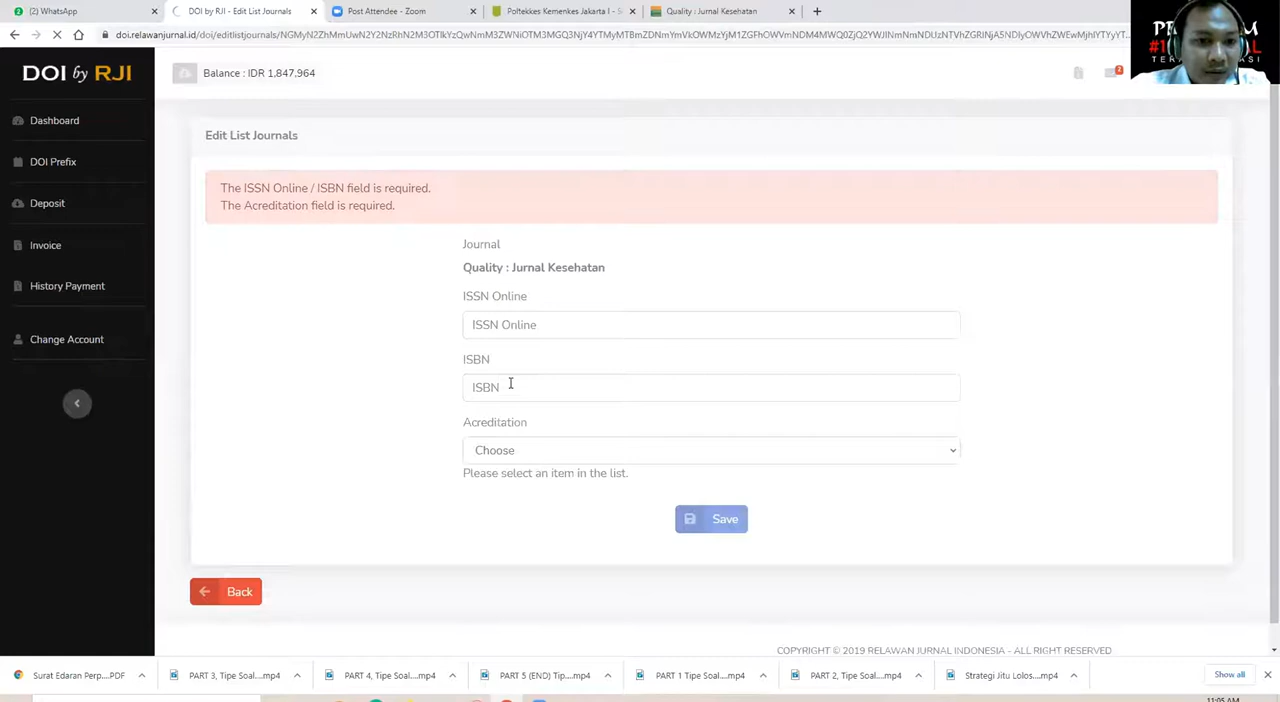 (2) WhatsApp
DOI by RJI - Edit List Journals
Post Attendee - Zoom
Poltekkes Kemenkes Jakarta I - S
Quality : Jurnal Kesehatan
DOI by RJI
Balance : IDR 1,847,964
2
Dashboard
DOI Prefix
Deposit
Invoice
History Payment
Change Account
Edit List Journals
The ISSN Online / ISBN field is required.
The Acreditation field is required.
Journal
Quality : Jurnal Kesehatan
ISSN Online
ISSN Online
ISBN
ISBN
Acreditation
Choose
Please select an item in the list.
Save
Back
COPYRIGHT © 2019 RELAWAN JURNAL INDONESIA - ALL RIGHT RESERVED
Surat Edaran Perp....PDF
PART 3, Tipe Soal....mp4
PART 4, Tipe Soal....mp4
PART 5 (END) Tip....mp4
PART 1 Tipe Soal....mp4
PART 2, Tipe Soal....mp4
Strategi Jitu Lolos....mp4
Show all
11:05 AM